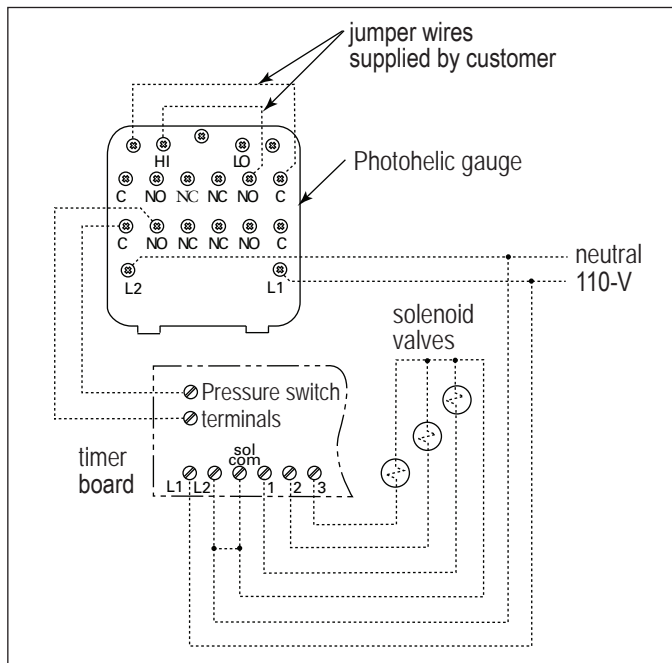 jumper wires
supplied by customer
HI LO
Photohelic gauge
C NO NC NC NO C
C NO NC NC NO C
L2 L1
neutral
110-V
solenoid
valves
Pressure switch
terminals
timer
board
sol
com
L1 L2 1 2 3